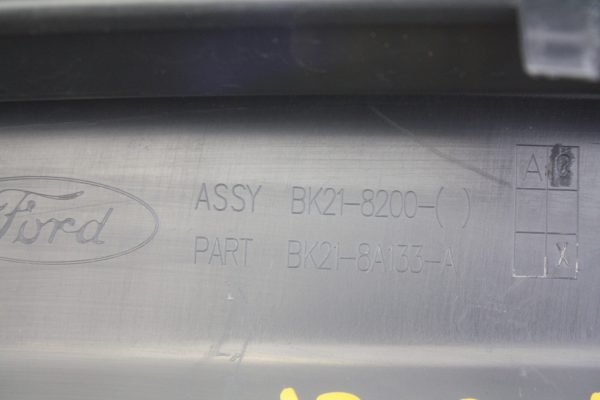 Ford
ASSY BK21-8200-( )
PART BK21-8A133-A
A
X